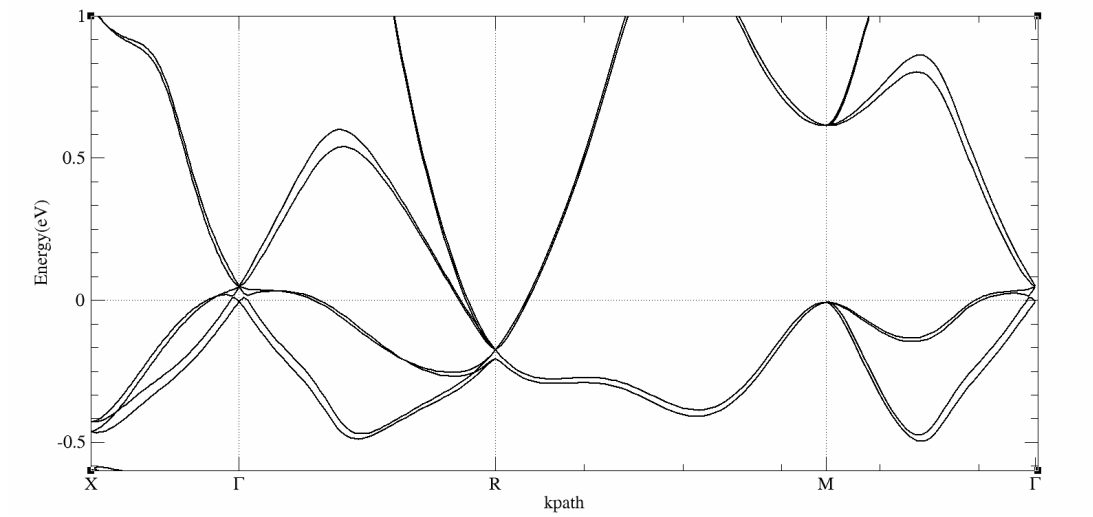 1
0.5
0
-0.5
Energy(eV)
X Γ R M Γ
kpath